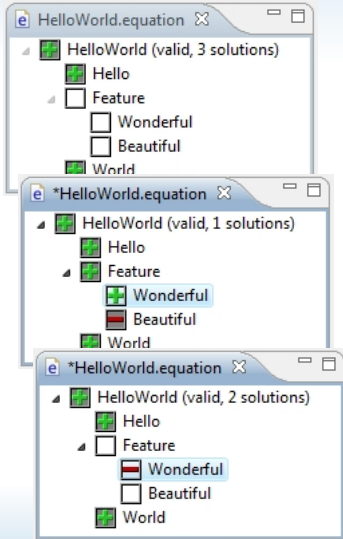 HelloWorld.equation
HelloWorld (valid, 3 solutions)
Hello
Feature
Wonderful
Beautiful
World
*HelloWorld.equation
HelloWorld (valid, 1 solutions)
Hello
Feature
Wonderful
Beautiful
World
*HelloWorld.equation
HelloWorld (valid, 2 solutions)
Hello
Feature
Wonderful
Beautiful
World